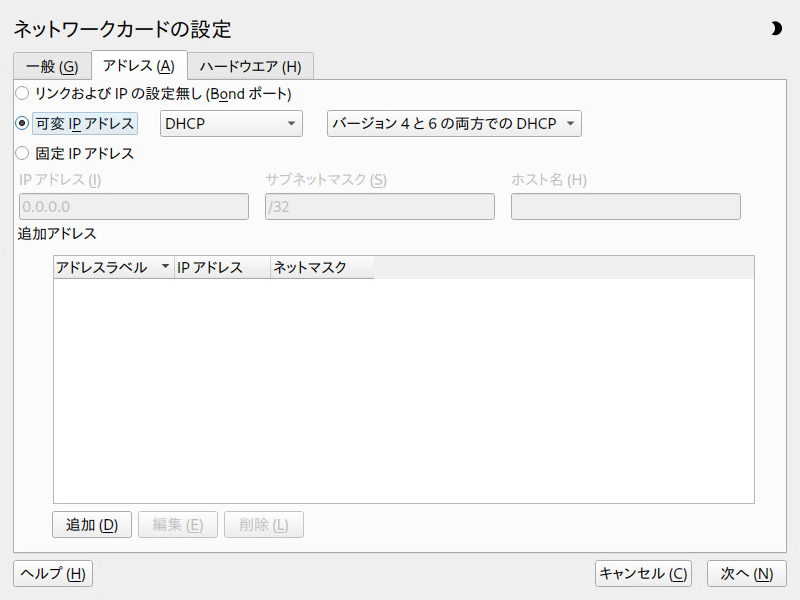 ネットワークカードの設定
一般 (G) アドレス (A) ハードウエア (H)
リンクおよび IP の設定無し (Bond ポート)
可変 IP アドレス DHCP バージョン 4 と 6 の両方での DHCP
固定 IP アドレス
IP アドレス (I) サブネットマスク (S) ホスト名 (H)
0.0.0.0 /32
追加アドレス
アドレスラベル IP アドレス ネットマスク
追加 (D) 編集 (E) 削除 (L)
ヘルプ (H) キャンセル (C) 次へ (N)